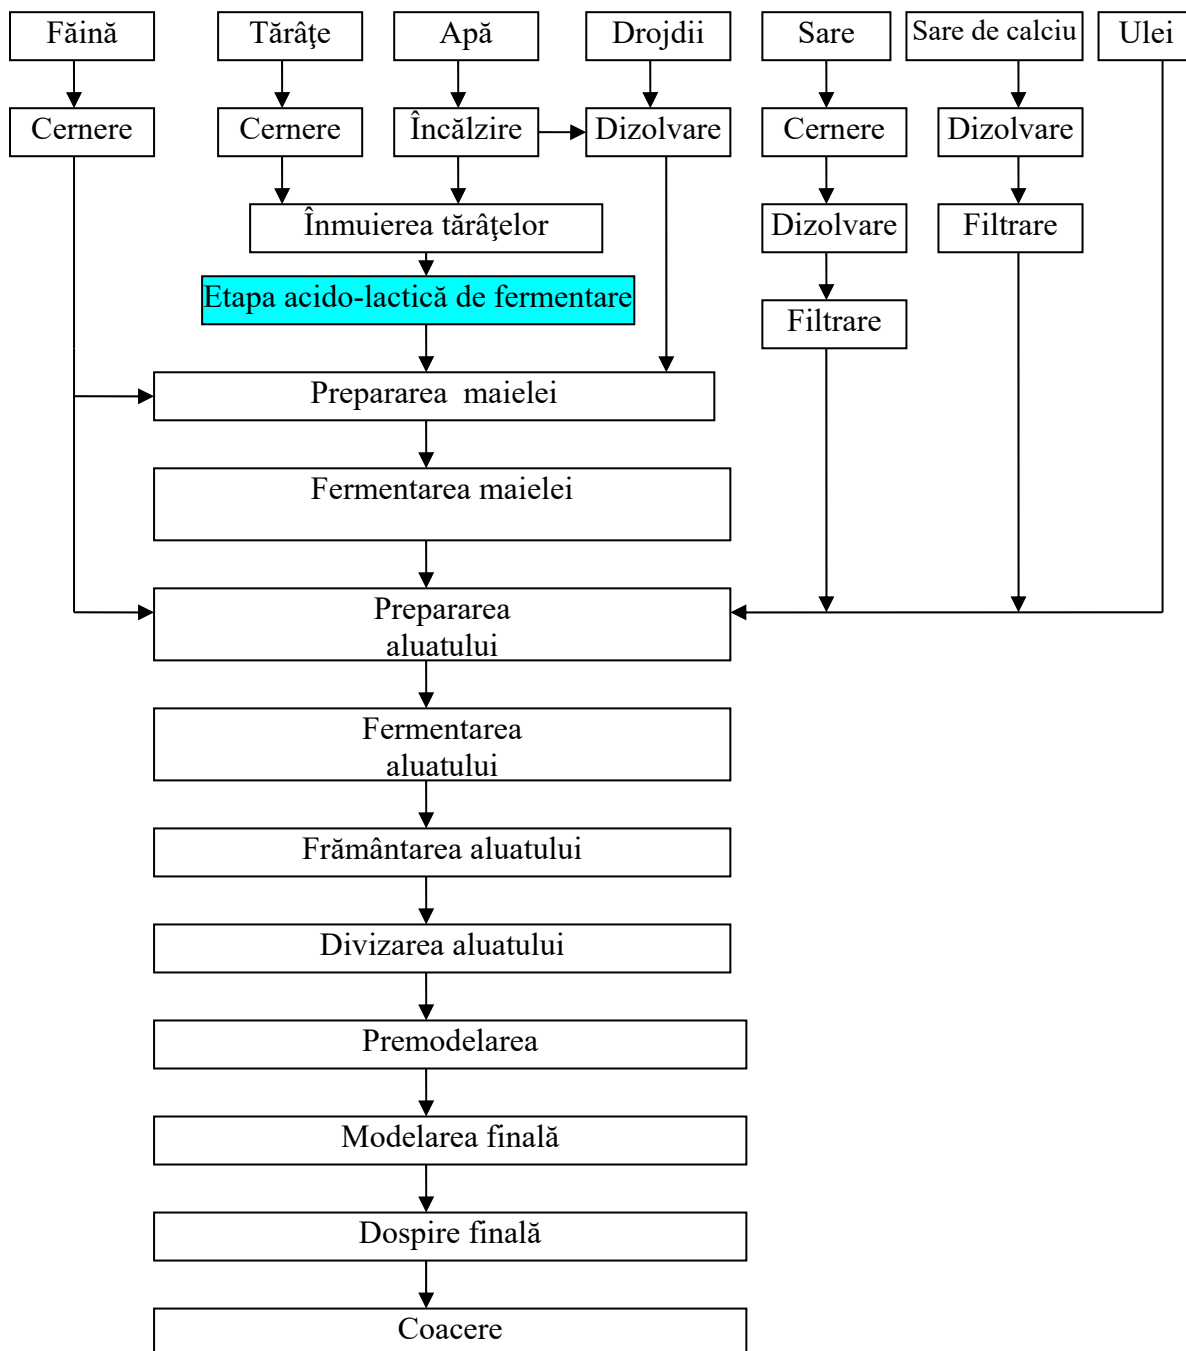 Făină
Tărâţe
Apă
Drojdii
Sare
Sare de calciu
Ulei
Cernere
Cernere
Încălzire
Dizolvare
Cernere
Dizolvare
Înmuierea tărâţelor
Dizolvare
Filtrare
Etapa acido-lactică de fermentare
Filtrare
Prepararea maielei
Fermentarea maielei
Prepararea
aluatului
Fermentarea
aluatului
Frământarea aluatului
Divizarea aluatului
Premodelarea
Modelarea finală
Dospire finală
Coacere